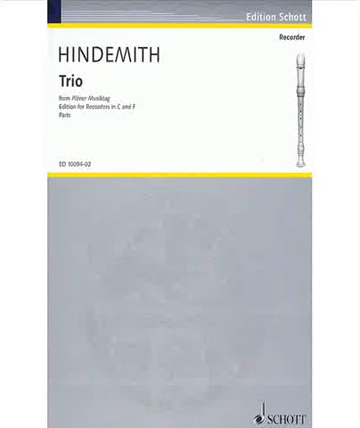 Edition Schott
Recorder
HINDEMITH
Trio
from Plöner Musiktag
Edition for Recorders in C and F
Parts
ED 10094-02
SCHOTT